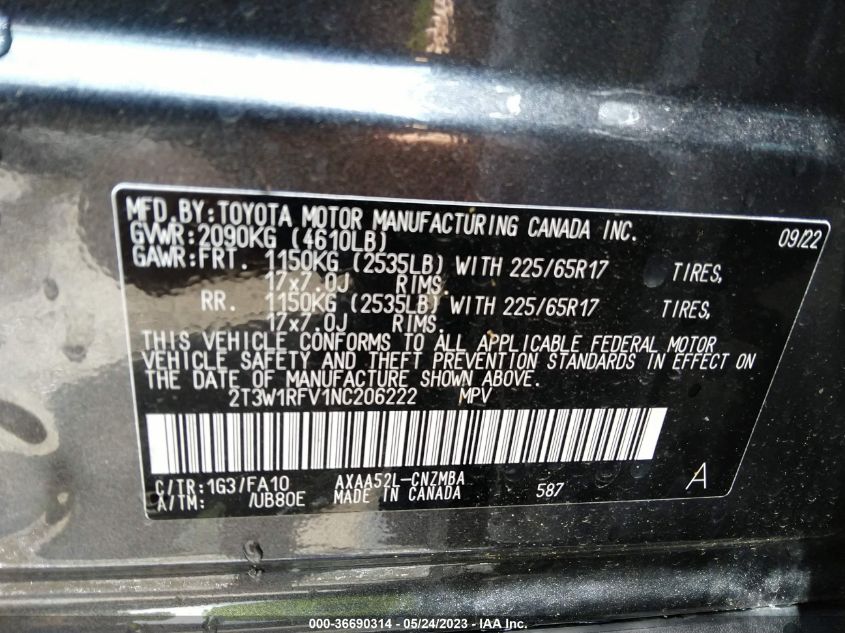 MFD.BY:TOYOTA MOTOR MANUFACTURING CANADA INC. 09/22
GVWR:2090KG (4610LB)
GAWR:FRT. 1150KG (2535LB) WITH 225/65R17 TIRES,
17x7.0J RIMS.
RR. 1150KG (2535LB) WITH 225/65R17 TIRES,
17x7.0J RIMS.
THIS VEHICLE CONFORMS TO ALL APPLICABLE FEDERAL MOTOR
VEHICLE SAFETY AND THEFT PREVENTION STANDARDS IN EFFECT ON
THE DATE OF MANUFACTURE SHOWN ABOVE.
2T3W1RFV1NC206222 MPV
C/TR:1G3/FA10 AXAA52L-CNZMBA A
A/TM: /UB80E MADE IN CANADA 587
000-36690314 - 05/24/2023 - IAA Inc.